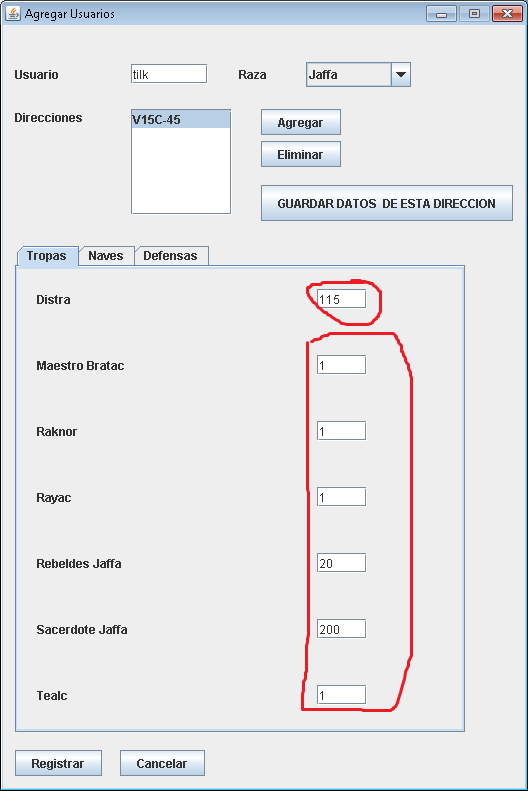 Agregar Usuarios
Usuario tilk Raza Jaffa
Direcciones V15C-45 Agregar
Eliminar
GUARDAR DATOS DE ESTA DIRECCION
Tropas Naves Defensas
Distra 115
Maestro Bratac 1
Raknor 1
Rayac 1
Rebeldes Jaffa 20
Sacerdote Jaffa 200
Tealc 1
Registrar Cancelar